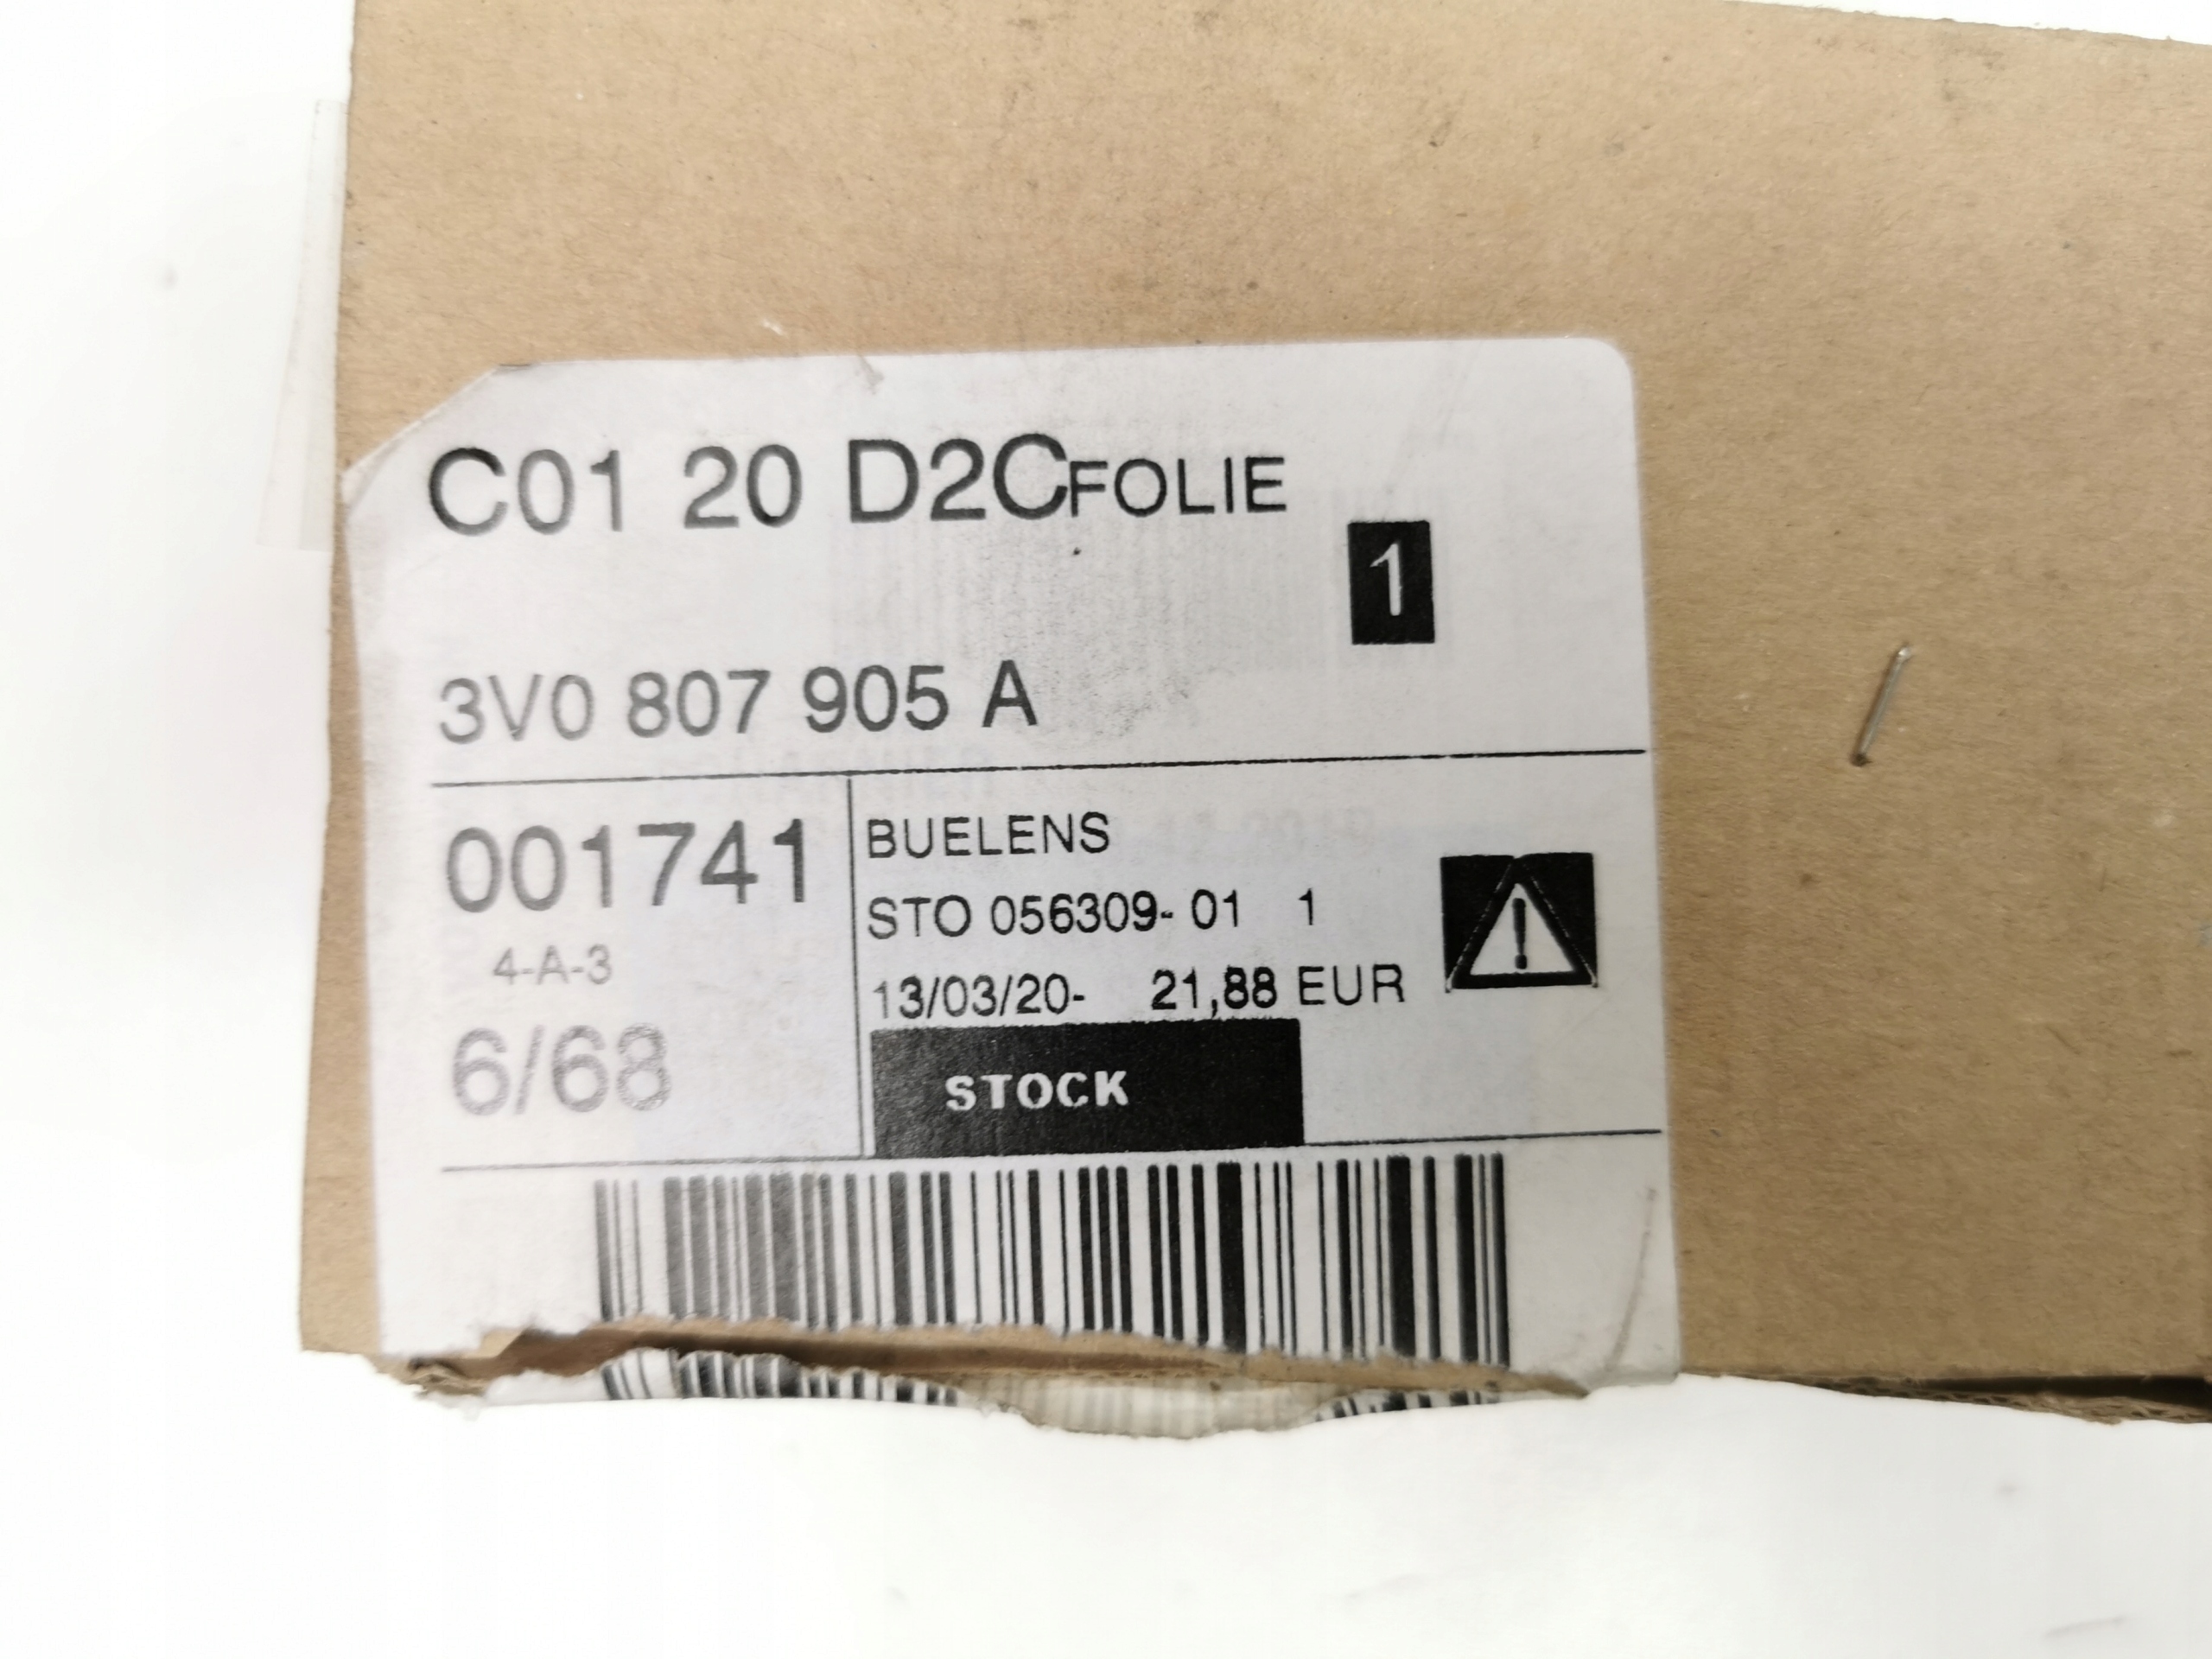 C01 20 D2CFOLIE
1
3V0 807 905 A
001741
4-A-3
6/68
BUELENS
STO 056309- 01 1
13/03/20- 21,88 EUR
!
STOCK